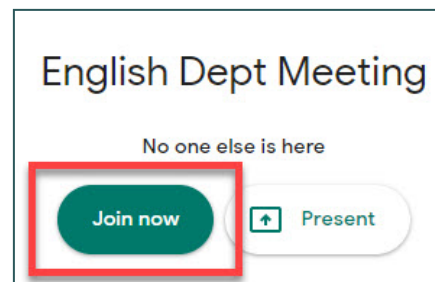 English Dept Meeting
No one else is here
Join now
Present